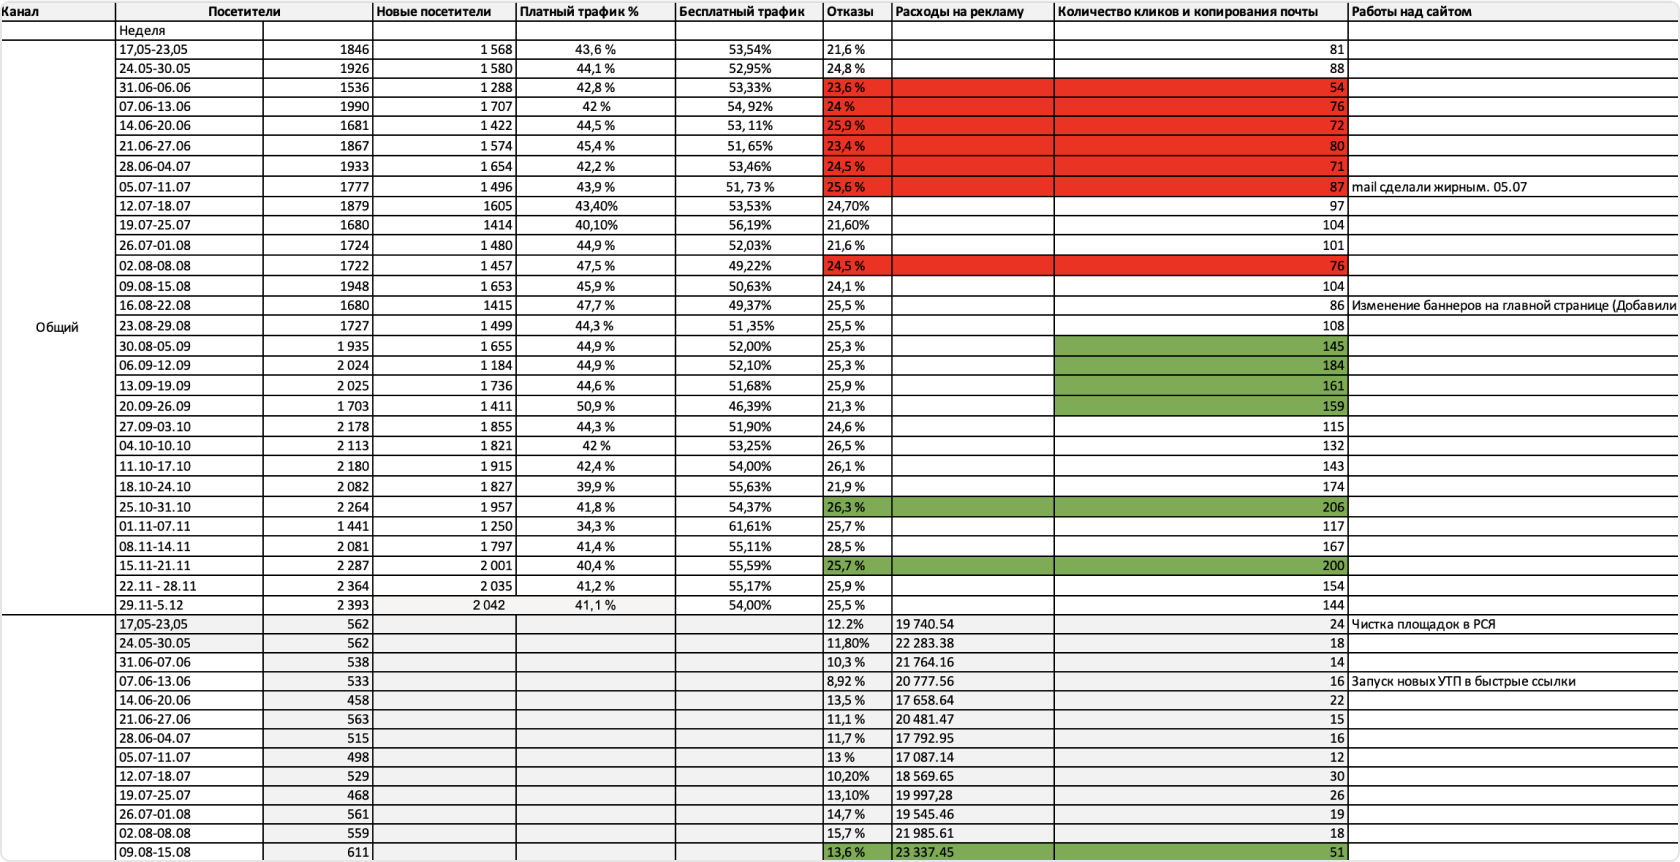 Канал Посетители Новые посетители Платный трафик % Бесплатный трафик Отказы Расходы на рекламу Количество кликов и копирования почты Работы над сайтом
Неделя
17,05-23,05 1846 1 568 43,6 % 53,54% 21,6 % 81
24.05-30.05 1926 1 580 44,1 % 52,95% 24,8 % 88
31.06-06.06 1536 1 288 42,8 % 53,33% 23,6 % 54
07.06-13.06 1990 1 707 42 % 54, 92% 24 % 76
14.06-20.06 1681 1 422 44,5 % 53, 11% 25,9 % 72
21.06-27.06 1867 1 574 45,4 % 51, 65% 23,4 % 80
28.06-04.07 1933 1 654 42,2 % 53,46% 24,5 % 71
05.07-11.07 1777 1 496 43,9 % 51, 73 % 25,6 % 87 mail сделали жирным. 05.07
12.07-18.07 1879 1605 43,40% 53,53% 24,70% 97
19.07-25.07 1680 1414 40,10% 56,19% 21,60% 104
26.07-01.08 1724 1 480 44,9 % 52,03% 21,6 % 101
02.08-08.08 1722 1 457 47,5 % 49,22% 24,5 % 76
09.08-15.08 1948 1 653 45,9 % 50,63% 24,1 % 104
16.08-22.08 1680 1415 47,7 % 49,37% 25,5 % 86 Изменение баннеров на главной странице (Добавили
Общий 23.08-29.08 1727 1 499 44,3 % 51 ,35% 25,5 % 108
30.08-05.09 1 935 1 655 44,9 % 52,00% 25,3 % 145
06.09-12.09 2 024 1 184 44,9 % 52,10% 25,3 % 184
13.09-19.09 2 025 1 736 44,6 % 51,68% 25,9 % 161
20.09-26.09 1 703 1 411 50,9 % 46,39% 21,3 % 159
27.09-03.10 2 178 1 855 44,3 % 51,90% 24,6 % 115
04.10-10.10 2 113 1 821 42 % 53,25% 26,5 % 132
11.10-17.10 2 180 1 915 42,4 % 54,00% 26,1 % 143
18.10-24.10 2 082 1 827 39,9 % 55,63% 21,9 % 174
25.10-31.10 2 264 1 957 41,8 % 54,37% 26,3 % 206
01.11-07.11 1 441 1 250 34,3 % 61,61% 25,7 % 117
08.11-14.11 2 081 1 797 41,4 % 55,11% 28,5 % 167
15.11-21.11 2 287 2 001 40,4 % 55,59% 25,7 % 200
22.11 - 28.11 2 364 2 035 41,2 % 55,17% 25,9 % 154
29.11-5.12 2 393 2 042 41,1 % 54,00% 25,5 % 144
17,05-23,05 562 12.2% 19 740.54 24 Чистка площадок в РСЯ
24.05-30.05 562 11,80% 22 283.38 18
31.06-07.06 538 10,3 % 21 764.16 14
07.06-13.06 533 8,92 % 20 777.56 16 Запуск новых УТП в быстрые ссылки
14.06-20.06 458 13,5 % 17 658.64 22
21.06-27.06 563 11,1 % 20 481.47 15
28.06-04.07 515 11,7 % 17 792.95 16
05.07-11.07 498 13 % 17 087.14 12
12.07-18.07 529 10,20% 18 569.65 30
19.07-25.07 468 13,10% 19 997,28 26
26.07-01.08 561 14,7 % 19 545.46 19
02.08-08.08 559 15,7 % 21 985.61 18
09.08-15.08 611 13,6 % 23 337.45 51